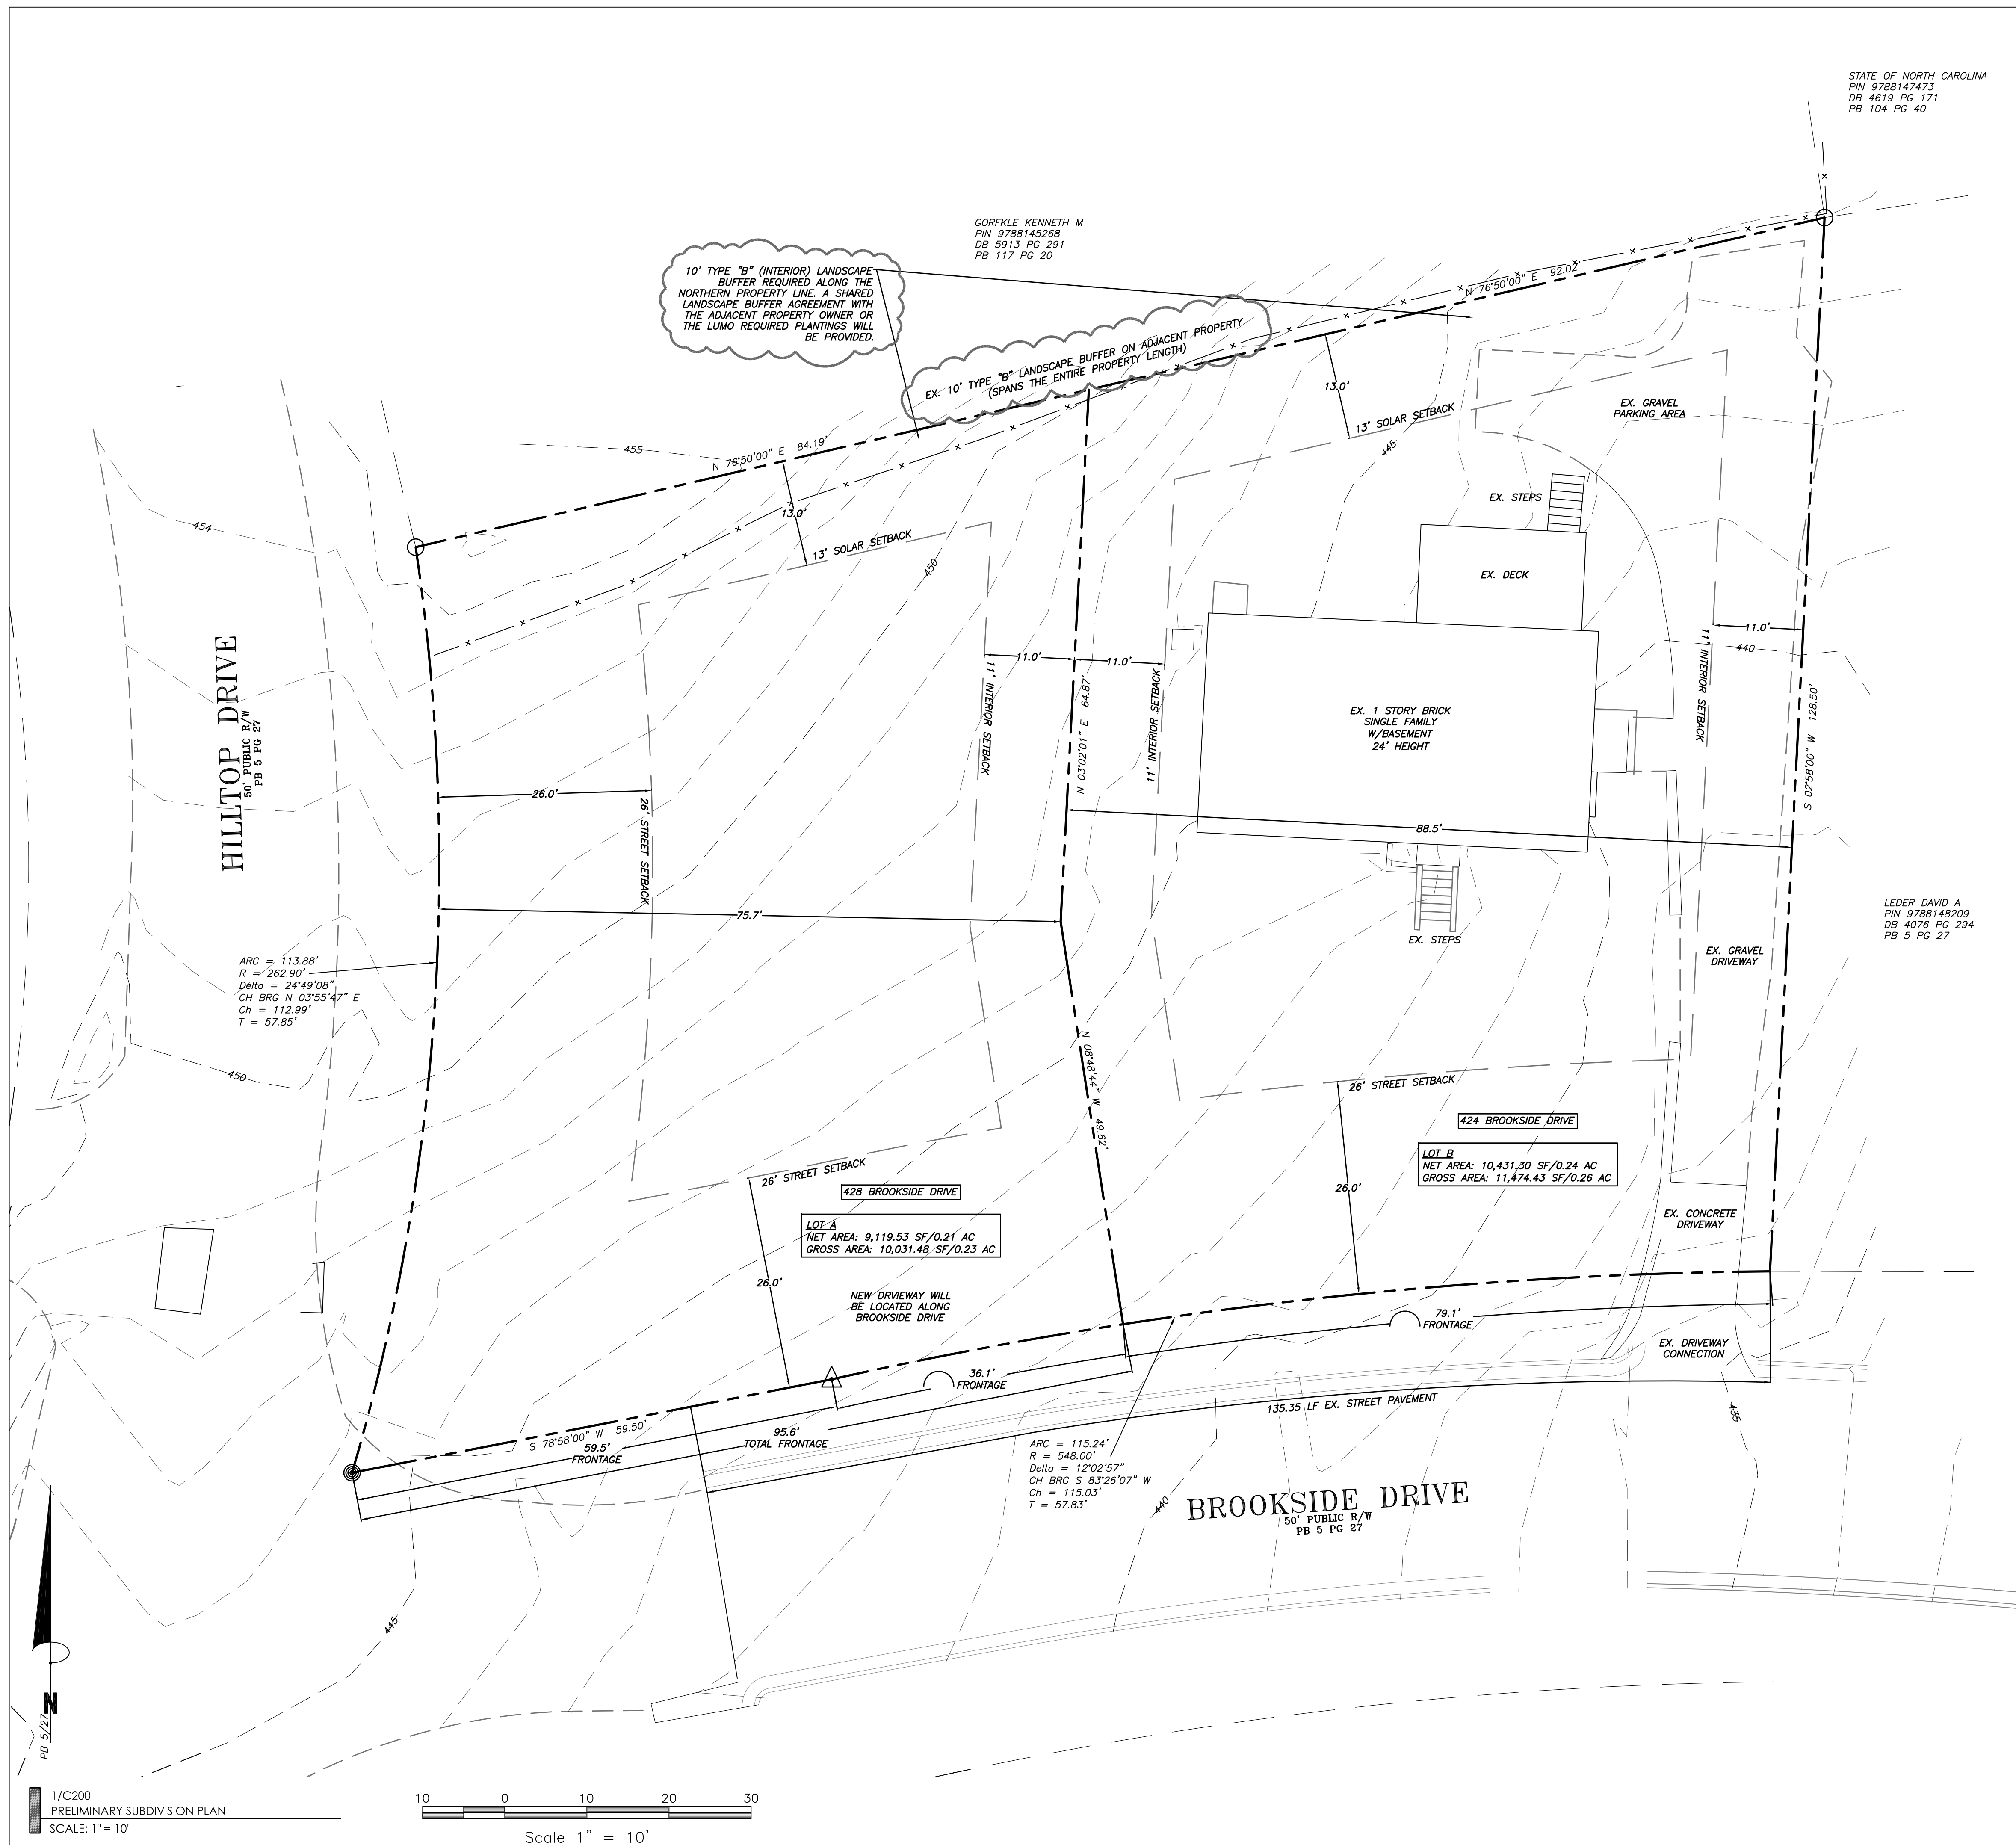 STATE OF NORTH CAROLINA
PIN 9788147473
DB 4619 PG 171
PB 104 PG 40
GORFKLE KENNETH M
PIN 9788145268
DB 5913 PG 291
PB 117 PG 20
10' TYPE "B" (INTERIOR) LANDSCAPE
BUFFER REQUIRED ALONG THE
NORTHERN PROPERTY LINE. A SHARED
LANDSCAPE BUFFER AGREEMENT WITH
THE ADJACENT PROPERTY OWNER OR
THE LUMO REQUIRED PLANTINGS WILL
BE PROVIDED.
N 76°50'00" E 92.02'
EX. 10' TYPE "B" LANDSCAPE BUFFER ON ADJACENT PROPERTY
(SPANS THE ENTIRE PROPERTY LENGTH)
13.0'
13' SOLAR SETBACK
EX. GRAVEL
PARKING AREA
455
N 76°50'00" E 84.19'
445
454
13.0'
13' SOLAR SETBACK
450
EX. STEPS
EX. DECK
HILLTOP DRIVE
50' PUBLIC R/W
PB 5 PG 27
11.0'
11.0'
11.0'
440
11' INTERIOR SETBACK
N 03°02'01" E 64.87'
11' INTERIOR SETBACK
EX. 1 STORY BRICK
SINGLE FAMILY
W/BASEMENT
24' HEIGHT
11' INTERIOR SETBACK
S 02°58'00" W 128.50'
26.0'
26' STREET SETBACK
88.5'
75.7'
EX. STEPS
LEDER DAVID A
PIN 9788148209
DB 4076 PG 294
PB 5 PG 27
EX. GRAVEL
DRIVEWAY
ARC = 113.88'
R = 262.90'
Delta = 24°49'08"
CH BRG N 03°55'47" E
Ch = 112.99'
T = 57.85'
450
N 08°48'44" W 49.62'
26' STREET SETBACK
424 BROOKSIDE DRIVE
LOT B
NET AREA: 10,431.30 SF/0.24 AC
GROSS AREA: 11,474.43 SF/0.26 AC
26.0'
26' STREET SETBACK
428 BROOKSIDE DRIVE
LOT A
NET AREA: 9,119.53 SF/0.21 AC
GROSS AREA: 10,031.48 SF/0.23 AC
26.0'
EX. CONCRETE
DRIVEWAY
NEW DRVIEWAY WILL
BE LOCATED ALONG
BROOKSIDE DRIVE
79.1'
FRONTAGE
EX. DRIVEWAY
CONNECTION
36.1'
FRONTAGE
135.35 LF EX. STREET PAVEMENT
435
S 78°58'00" W 59.50'
59.5'
FRONTAGE
95.6'
TOTAL FRONTAGE
ARC = 115.24'
R = 548.00'
Delta = 12°02'57"
CH BRG S 83°26'07" W
Ch = 115.03'
T = 57.83'
440
BROOKSIDE DRIVE
50' PUBLIC R/W
PB 5 PG 27
445
N
PB 5/27
1/C200
PRELIMINARY SUBDIVISION PLAN
SCALE: 1" = 10'
10 0 10 20 30
Scale 1" = 10'